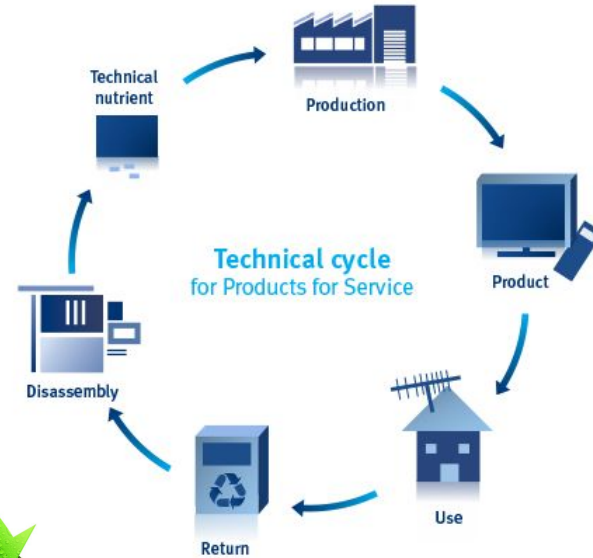 Technical
nutrient
Production
Technical cycle
for Products for Service
Product
Disassembly
Use
Return